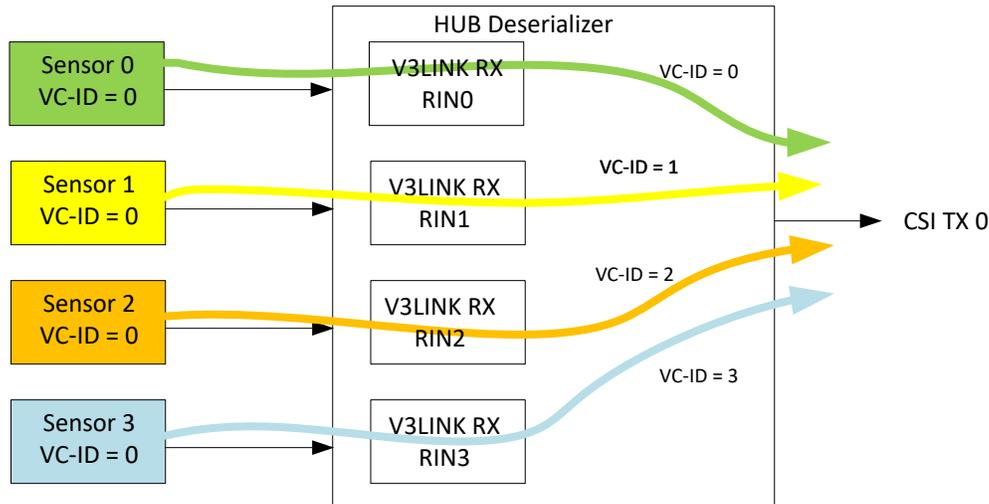 HUB Deserializer
Sensor 0
VC-ID = 0
V3LINK RX
RIN0
VC-ID = 0
Sensor 1
VC-ID = 0
V3LINK RX
RIN1
VC-ID = 1
CSI TX 0
Sensor 2
VC-ID = 0
V3LINK RX
RIN2
VC-ID = 2
Sensor 3
VC-ID = 0
V3LINK RX
RIN3
VC-ID = 3